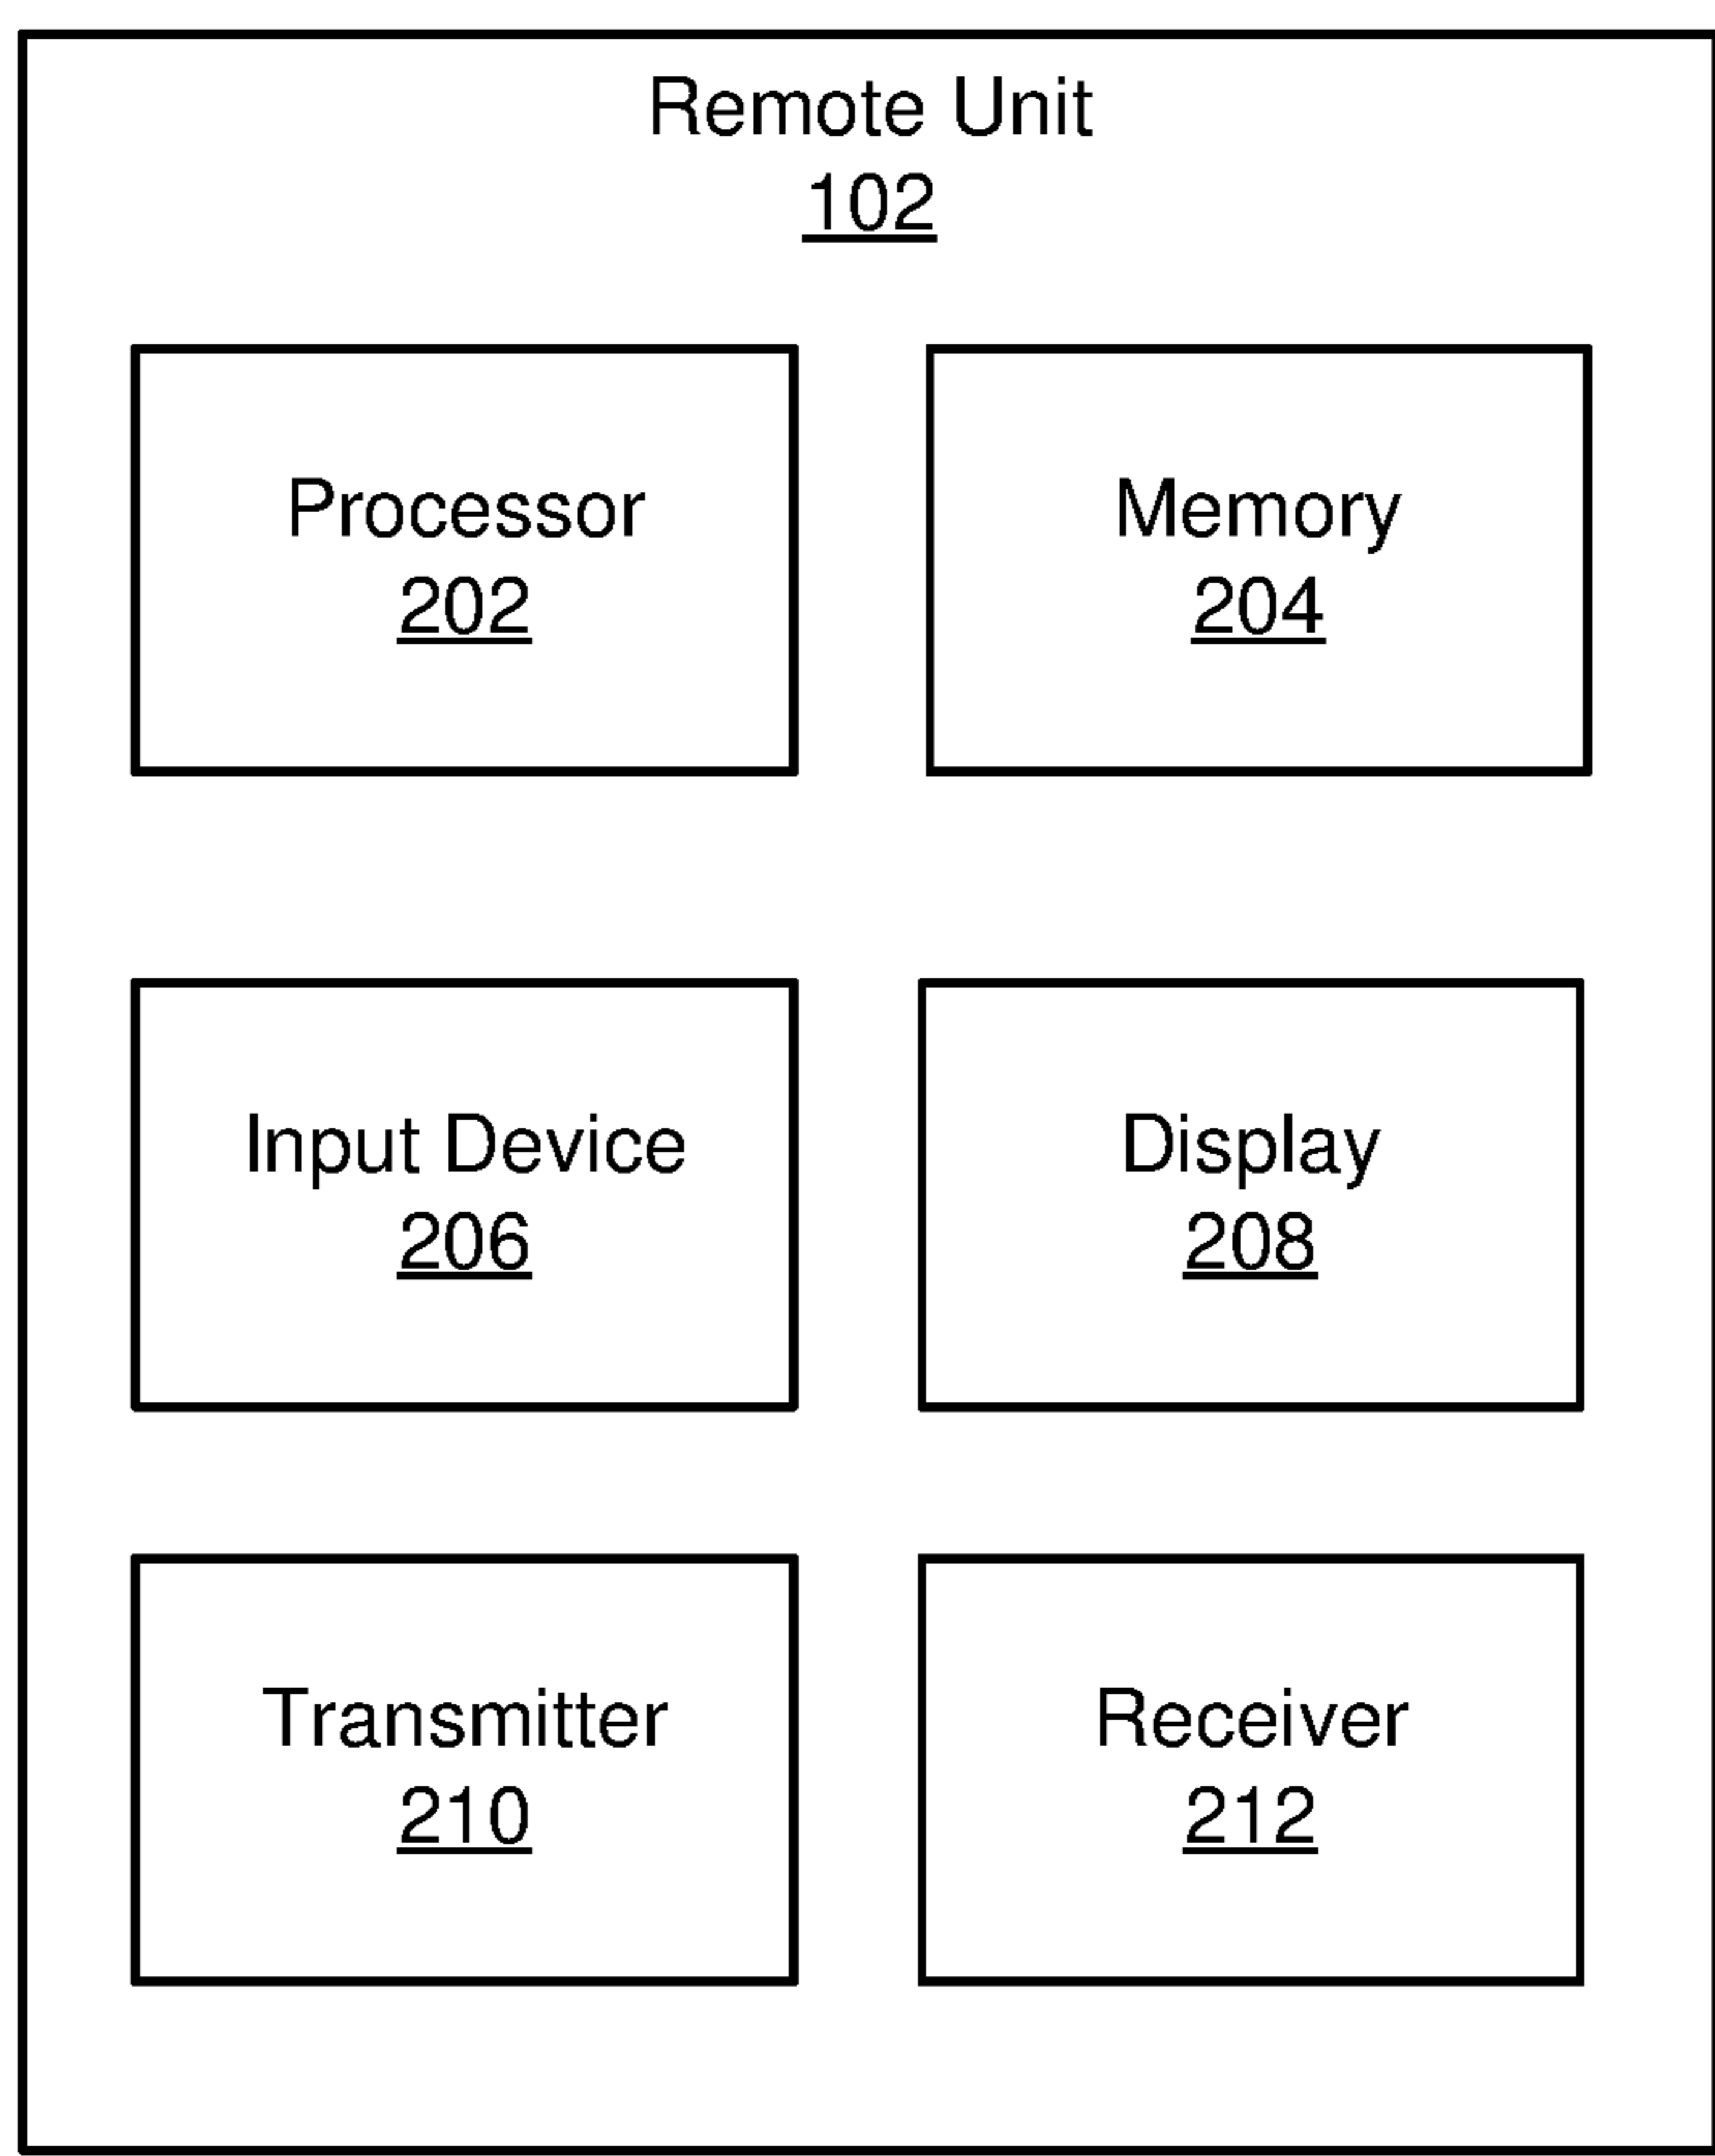 Remote Unit
102
Processor
202
Memory
204
Input Device
206
Display
208
Transmitter
210
Receiver
212